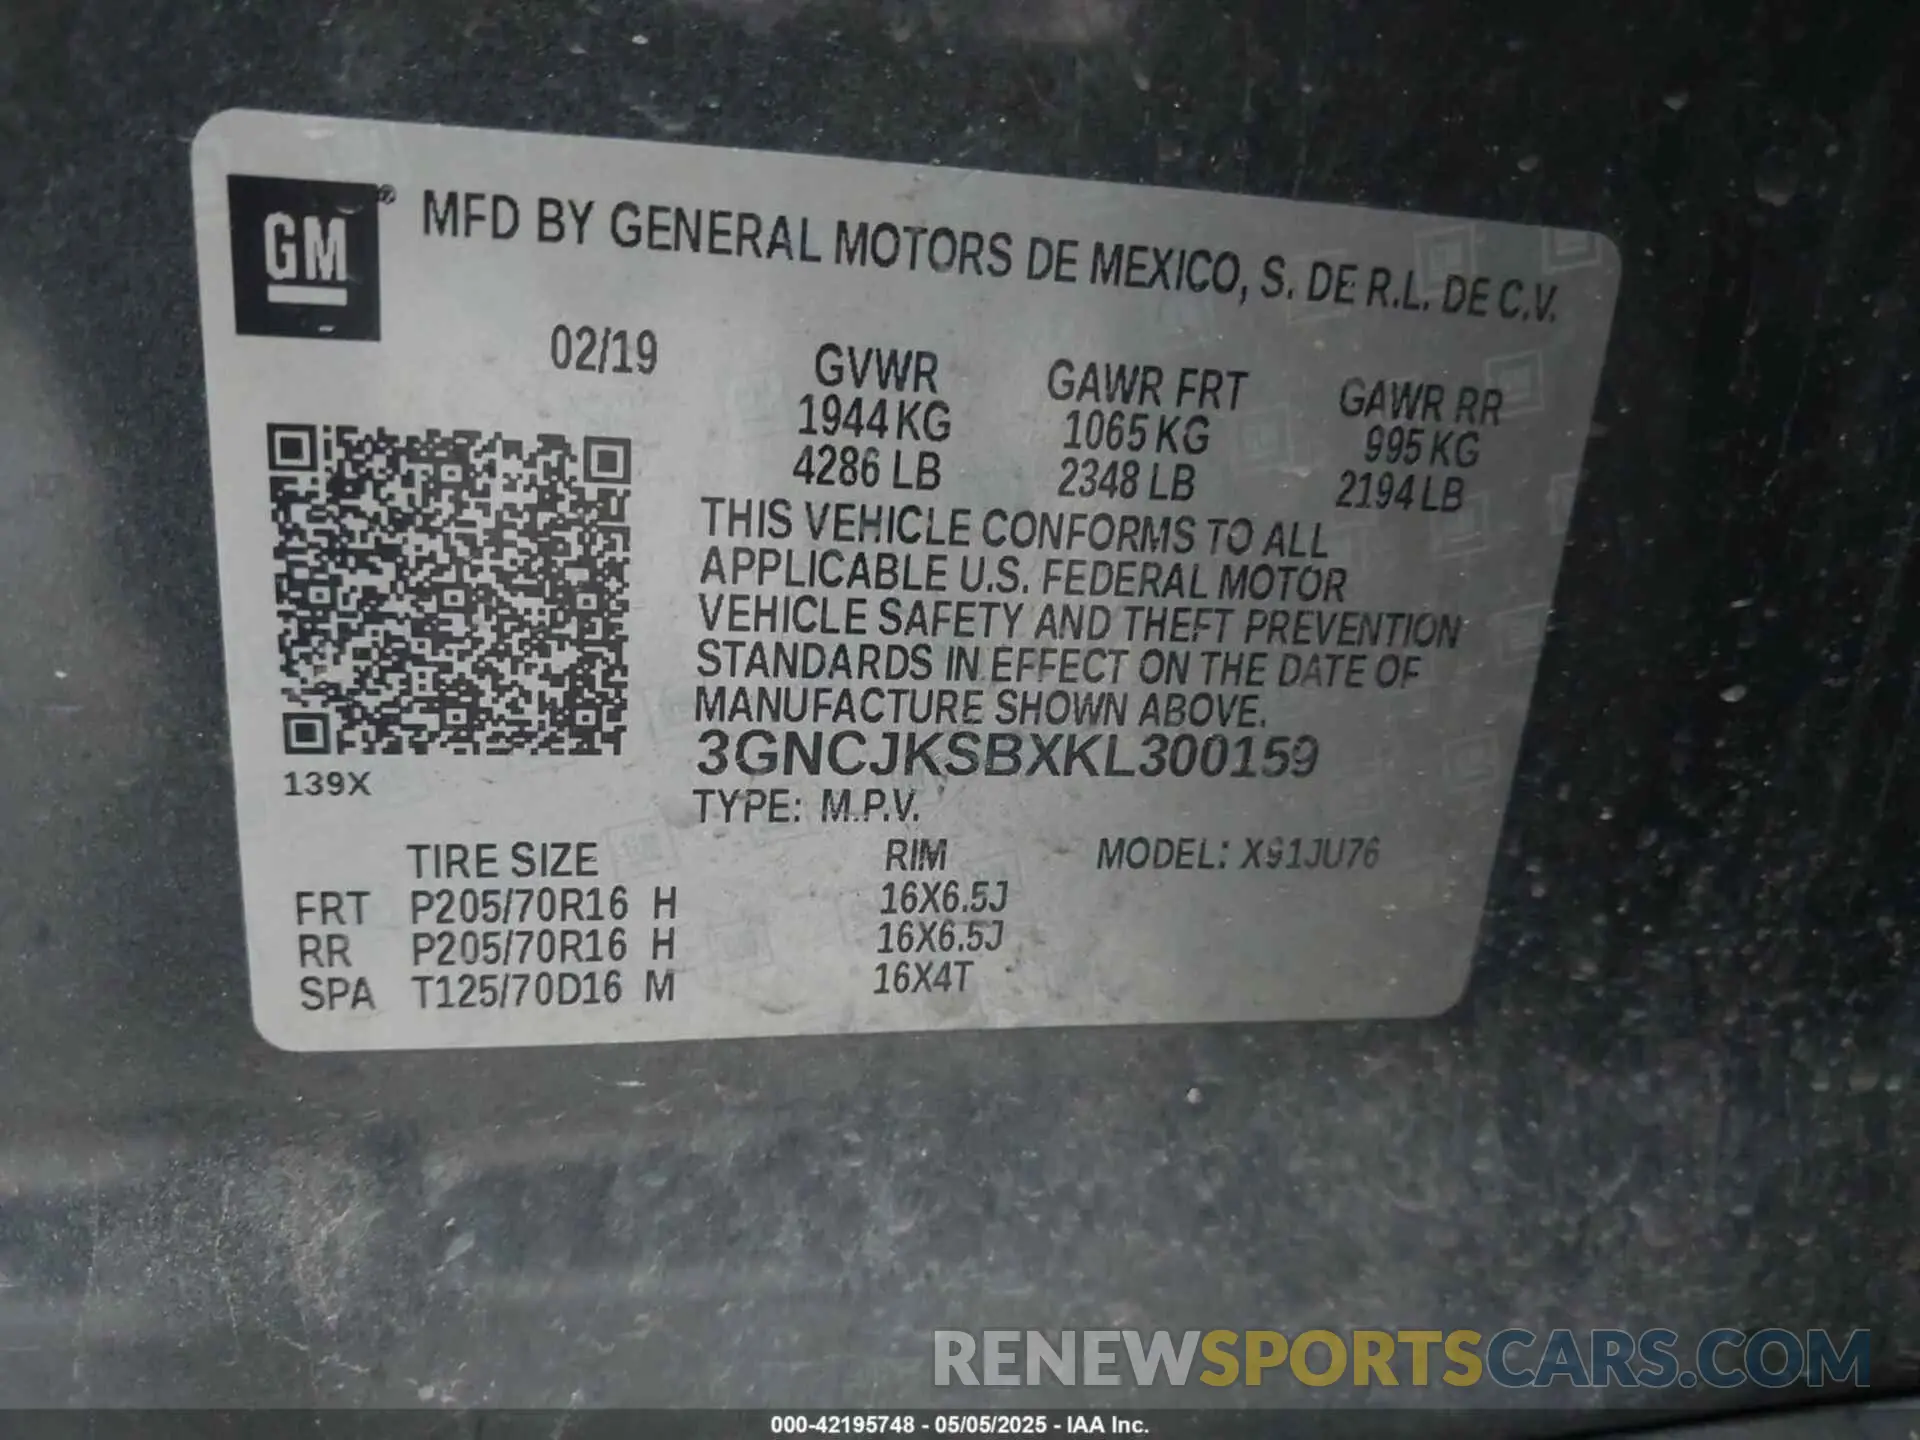 GM® MFD BY GENERAL MOTORS DE MEXICO, S. DE R.L. DE C.V.
02/19 GVWR GAWR FRT GAWR RR
1944 KG 1065 KG 995 KG
4286 LB 2348 LB 2194 LB
THIS VEHICLE CONFORMS TO ALL
APPLICABLE U.S. FEDERAL MOTOR
VEHICLE SAFETY AND THEFT PREVENTION
STANDARDS IN EFFECT ON THE DATE OF
MANUFACTURE SHOWN ABOVE.
3GNCJKSBXKL300159
139X
TYPE: M.P.V.
TIRE SIZE RIM MODEL: X91JU76
FRT P205/70R16 H 16X6.5J
RR P205/70R16 H 16X6.5J
SPA T125/70D16 M 16X4T
RENEWSPORTSCARS.COM
000-42195748 - 05/05/2025 - IAA Inc.